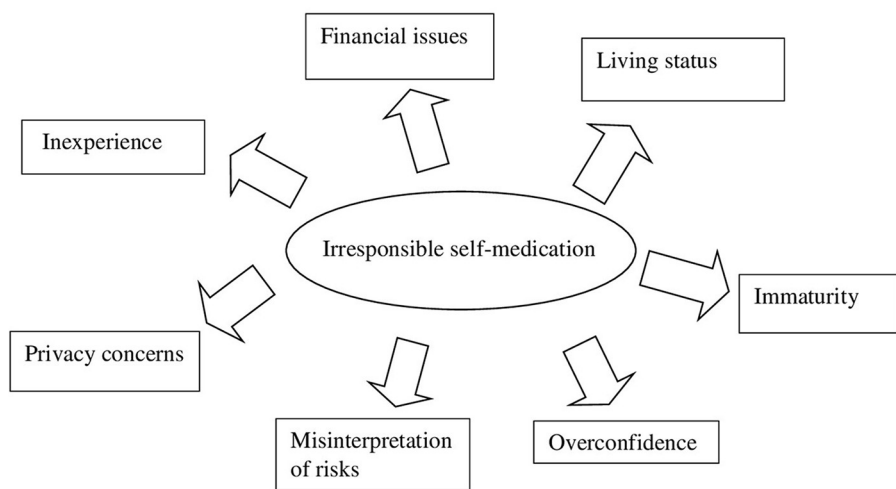 Financial issues
Living status
Inexperience
Irresponsible self-medication
Immaturity
Privacy concerns
Misinterpretation
of risks
Overconfidence